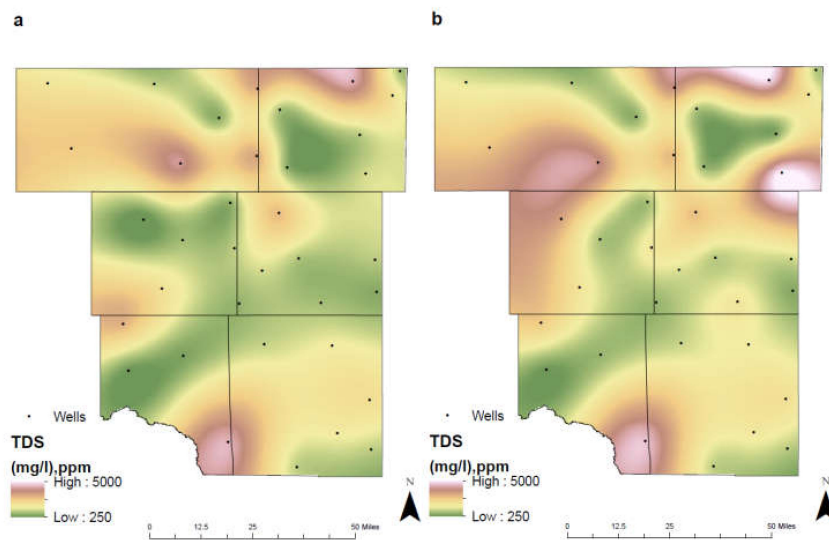 a
Wells
TDS
(mg/l),ppm
High : 5000
Low : 250
N
0 12.5 25 50 Miles
b
Wells
TDS
(mg/l),ppm
High : 5000
Low : 250
N
0 12.5 25 50 Miles